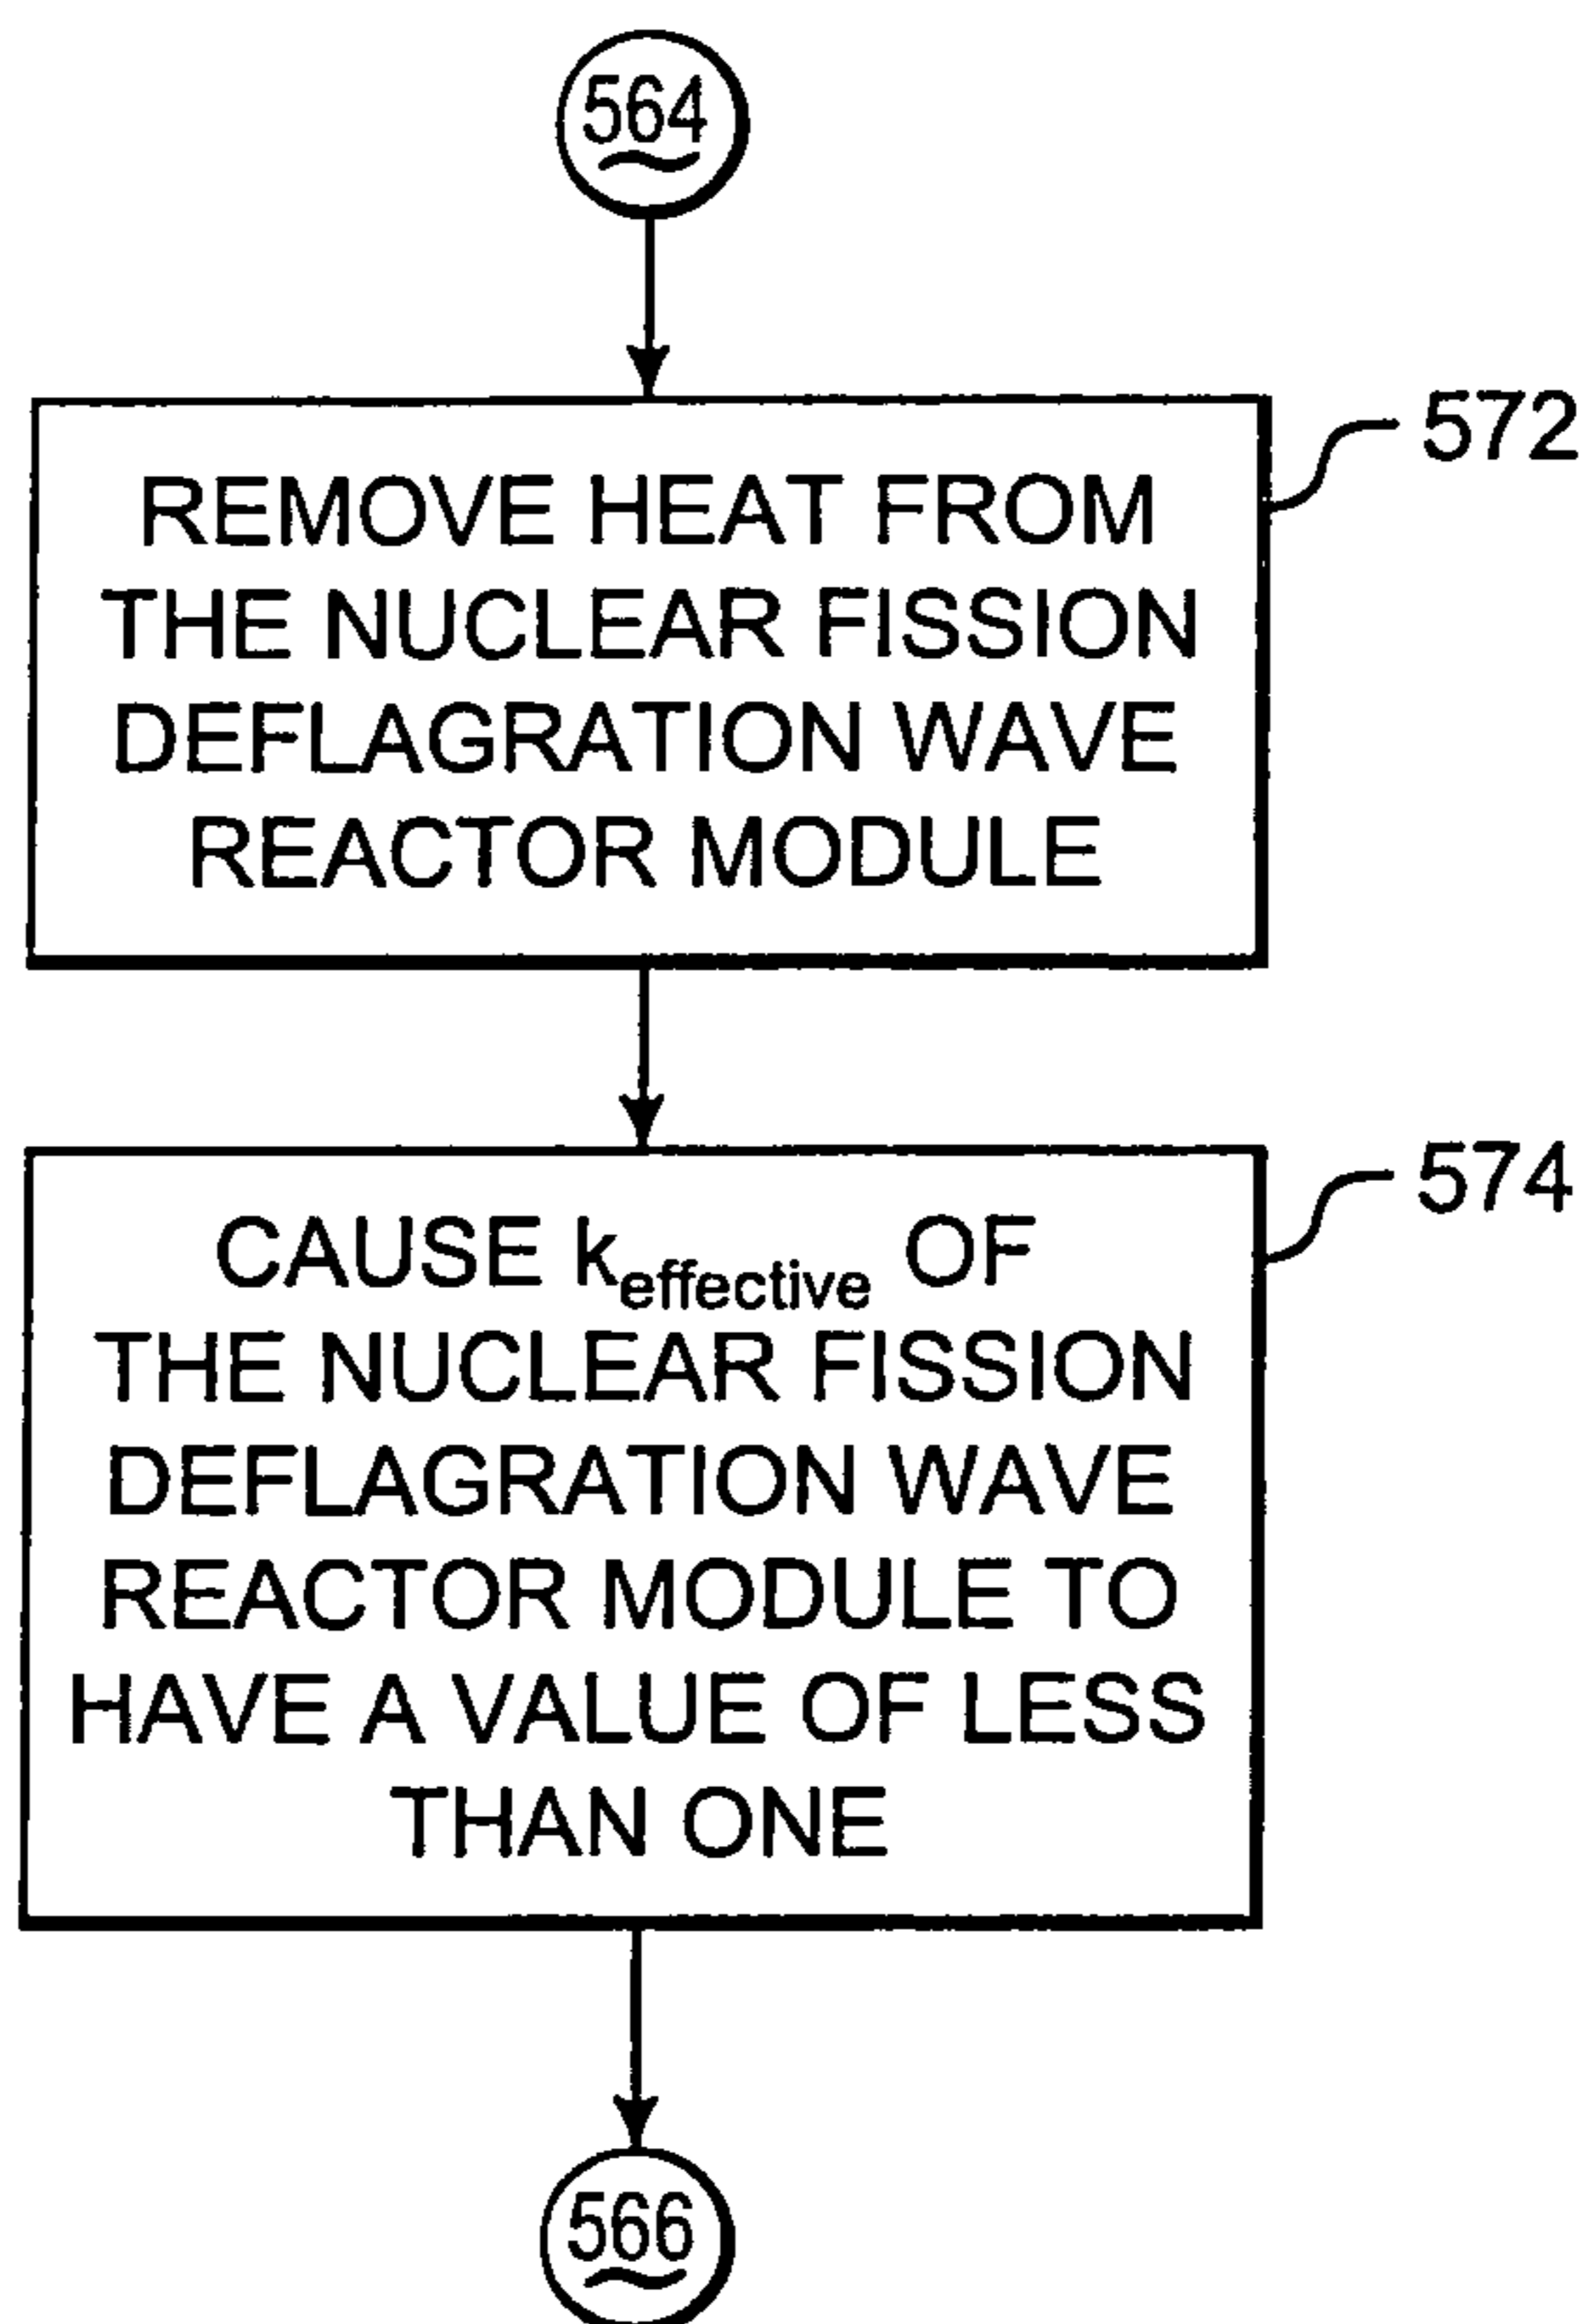 564
572
REMOVE HEAT FROM
THE NUCLEAR FISSION
DEFLAGRATION WAVE
REACTOR MODULE
574
CAUSE keffective OF
THE NUCLEAR FISSION
DEFLAGRATION WAVE
REACTOR MODULE TO
HAVE A VALUE OF LESS
THAN ONE
566